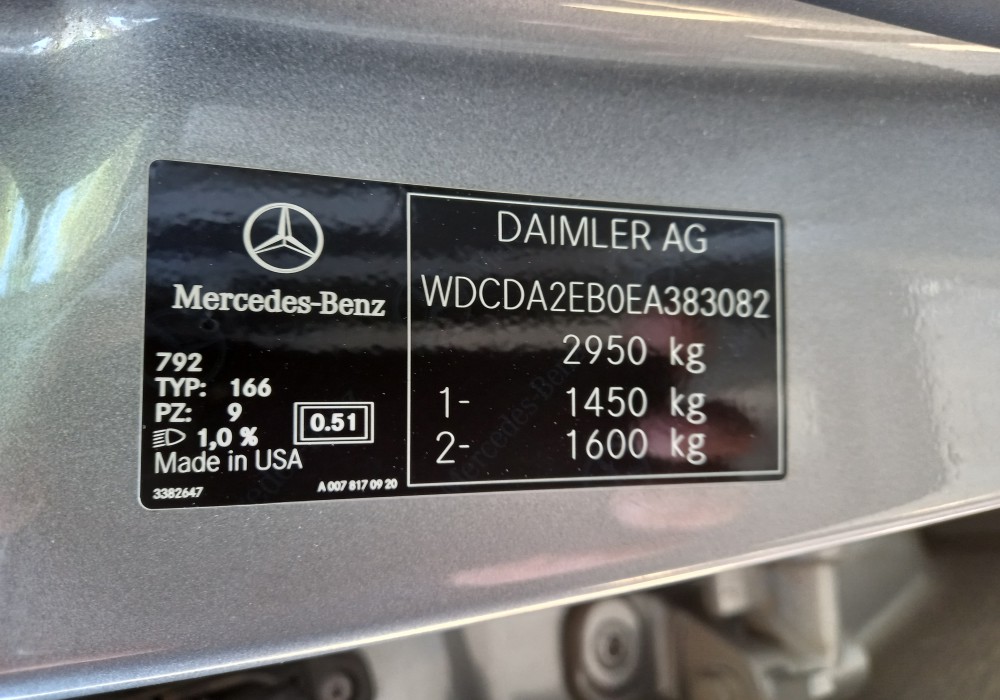 Mercedes-Benz
792
TYP: 166
PZ: 9
1,0 %
0.51
Made in USA
3382647
A 007 817 09 20
DAIMLER AG
WDCDA2EB0EA383082
2950 kg
1- 1450 kg
2- 1600 kg